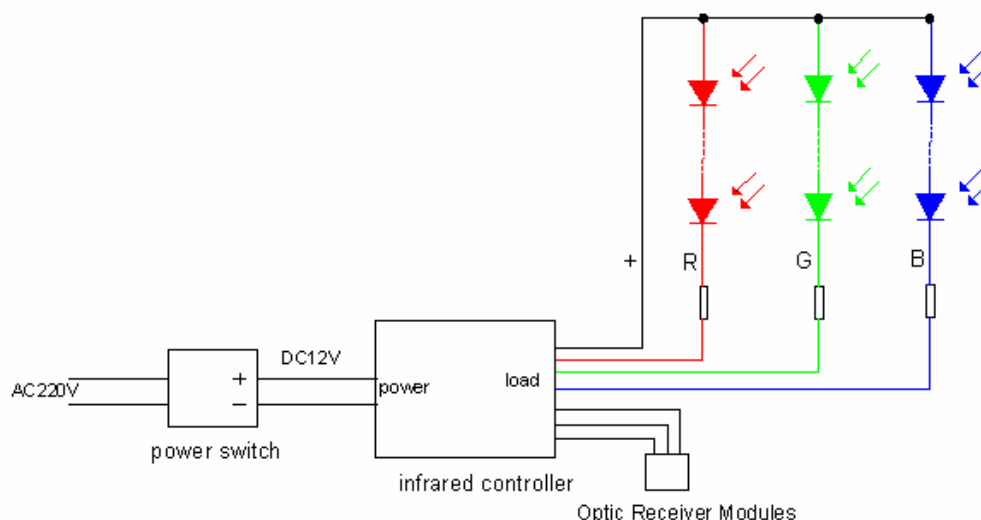 + R G B
DC12V
AC220V
+
−
power
load
power switch
infrared controller
Optic Receiver Modules